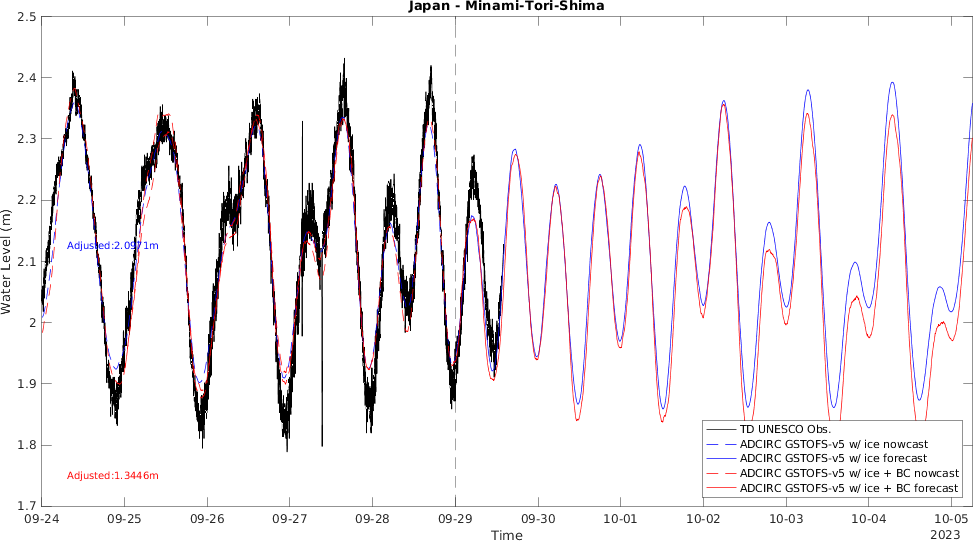 Japan - Minami-Tori-Shima
2.5
2.4
2.3
2.2
2.1
2
1.9
1.8
1.7
Water Level (m)
Adjusted:2.0971m
Adjusted:1.3446m
TD UNESCO Obs.
ADCIRC GSTOFS-v5 w/ ice nowcast
ADCIRC GSTOFS-v5 w/ ice forecast
ADCIRC GSTOFS-v5 w/ ice + BC nowcast
ADCIRC GSTOFS-v5 w/ ice + BC forecast
09-24 09-25 09-26 09-27 09-28 09-29 09-30 10-01 10-02 10-03 10-04 10-05
Time
2023